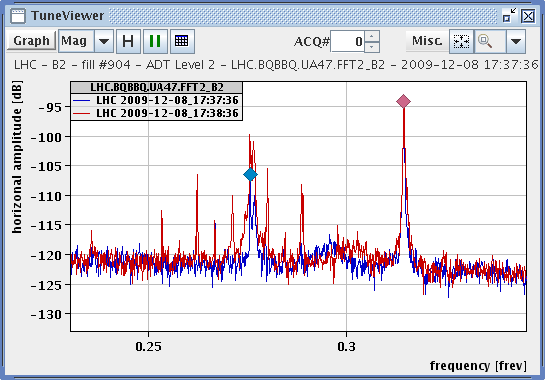 TuneViewer
Graph Mag H ACQ# 0 Misc.
LHC - B2 - fill #904 - ADT Level 2 - LHC.BQBBQ.UA47.FFT2_B2 - 2009-12-08 17:37:36
LHC.BQBBQ.UA47.FFT2_B2
LHC 2009-12-08_17:37:36
LHC 2009-12-08_17:38:36
horizonal amplitude [dB]
-95
-100
-105
-110
-115
-120
-125
-130
0.25 0.3
frequency [frev]